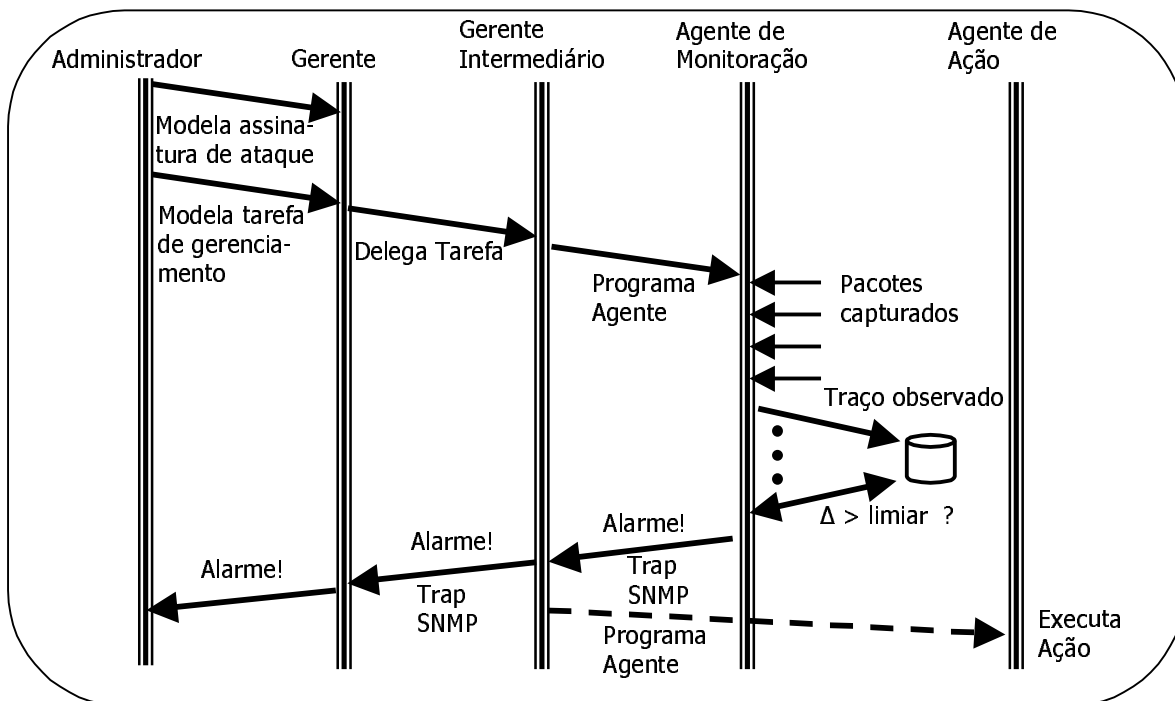 Administrador
Gerente
Gerente
Intermediário
Agente de
Monitoração
Agente de
Ação
Modela assina-
tura de ataque
Modela tarefa
de gerencia-
mento
Delega Tarefa
Programa
Agente
Pacotes
capturados
Traço observado
Δ > limiar ?
Alarme!
Trap
SNMP
Alarme!
Trap
SNMP
Alarme!
Programa
Agente
Executa
Ação